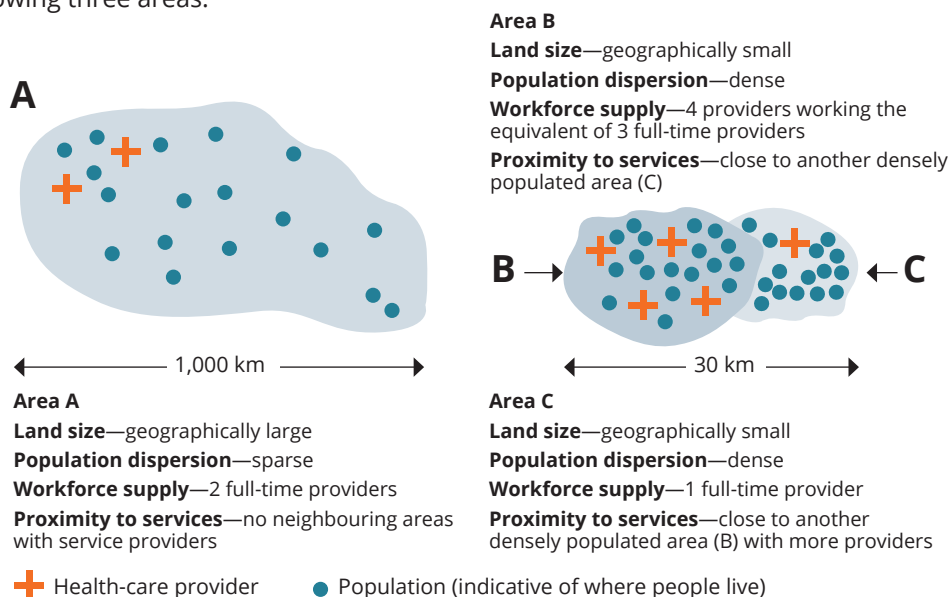 owing three areas.
A
1,000 km
Area A
Land size—geographically large
Population dispersion—sparse
Workforce supply—2 full-time providers
Proximity to services—no neighbouring areas
with service providers
Area B
Land size—geographically small
Population dispersion—dense
Workforce supply—4 providers working the
equivalent of 3 full-time providers
Proximity to services—close to another densely
populated area (C)
B
C
30 km
Area C
Land size—geographically small
Population dispersion—dense
Workforce supply—1 full-time provider
Proximity to services—close to another
densely populated area (B) with more providers
Health-care provider
Population (indicative of where people live)